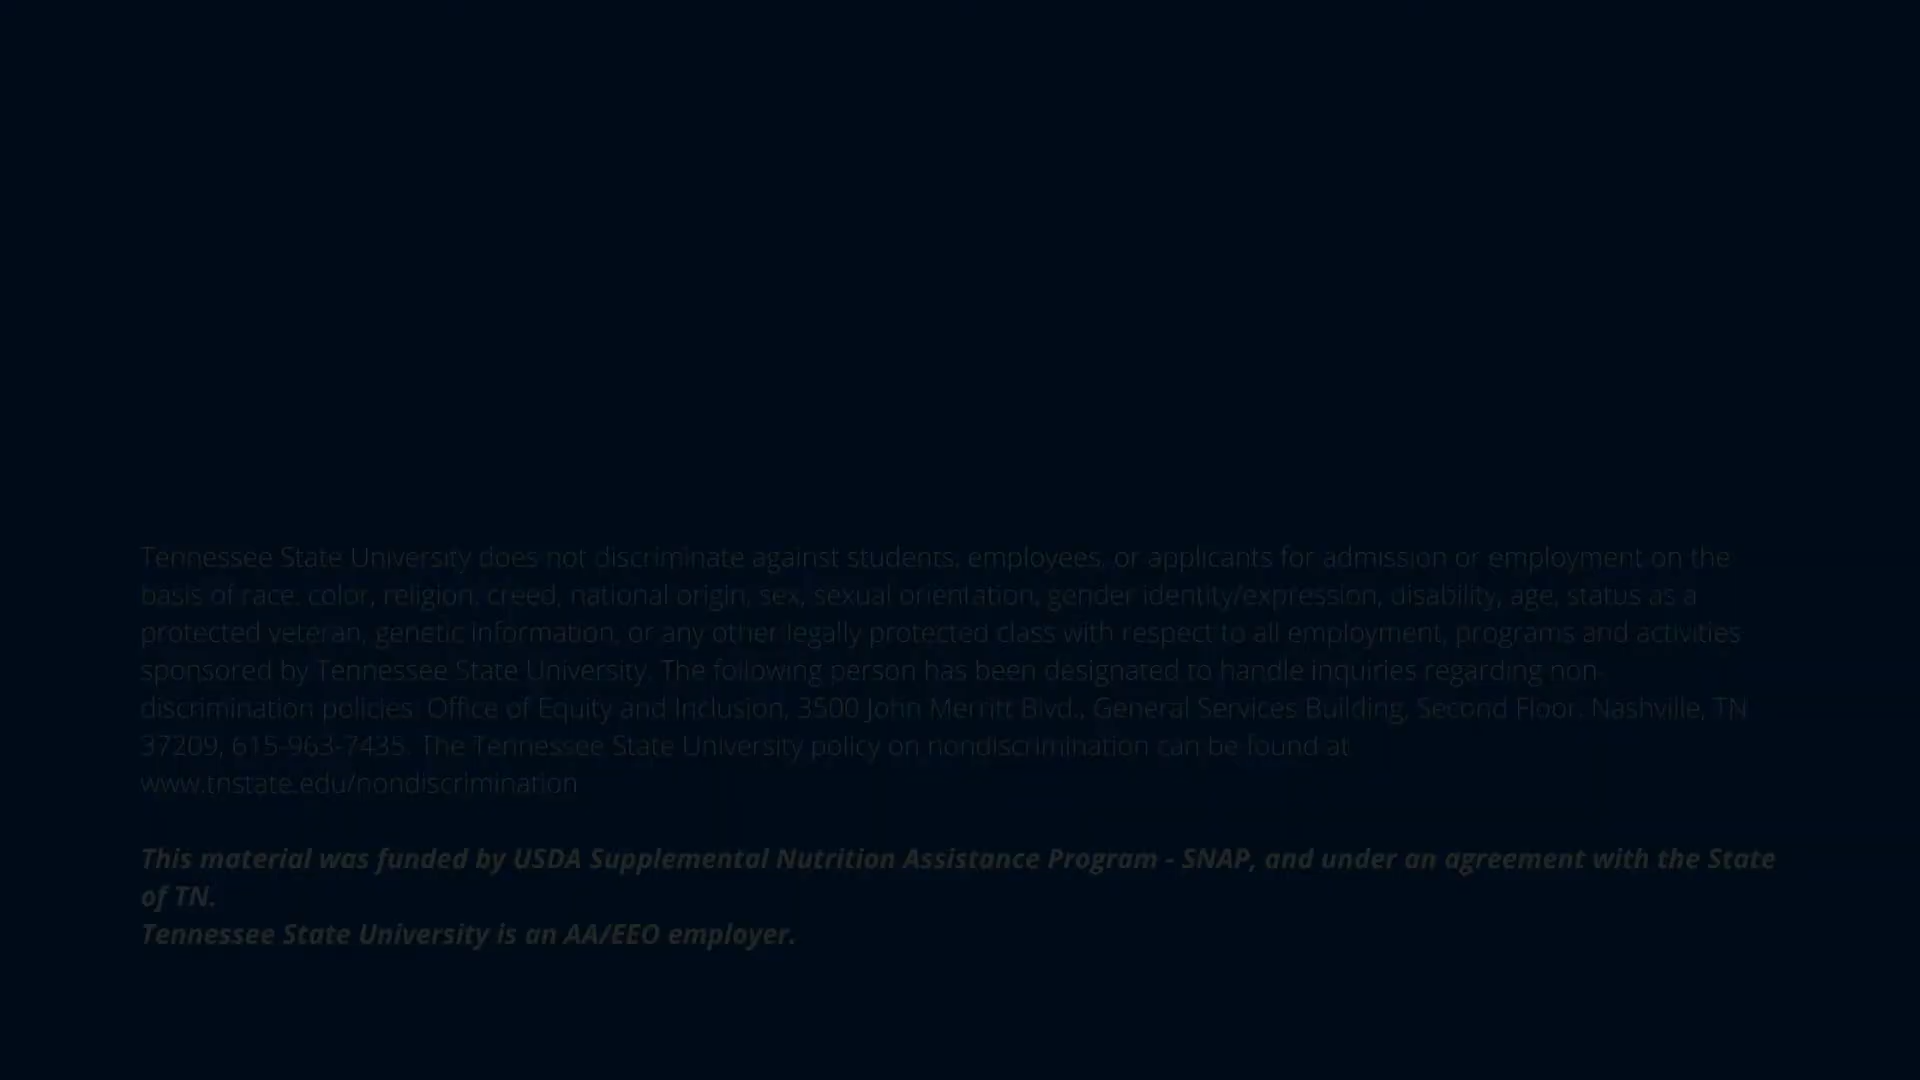 Tennessee State University does not discriminate against students, employees, or applicants for admission or employment on the
basis of race, color, religion, creed, national origin, sex, sexual orientation, gender identity/expression, disability, age, status as a
protected veteran, genetic information, or any other legally protected class with respect to all employment, programs and activities
sponsored by Tennessee State University. The following person has been designated to handle inquiries regarding non
discrimination policies: Office of Equity and Inclusion, 3500 John Merritt Blvd., General Services Building, Second Floor, Nashville, TN
37209, 615-963-7435. The Tennessee State University policy on nondiscrimination can be found at
www.tnstate.edu/nondiscrimination
This material was funded by USDA Supplemental Nutrition Assistance Program - SNAP, and under an agreement with the State
of TN.
Tennessee State University is an AA/EEO employer.